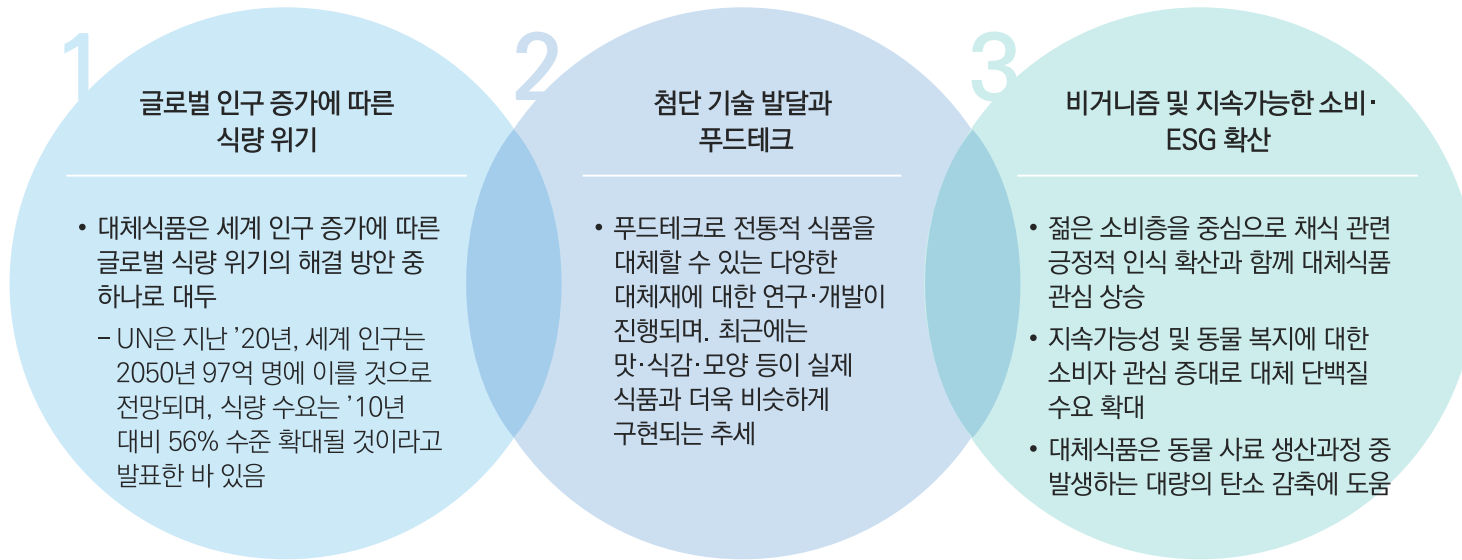 1
글로벌 인구 증가에 따른
식량 위기
• 대체식품은 세계 인구 증가에 따른
글로벌 식량 위기의 해결 방안 중
하나로 대두
– UN은 지난 ’20년, 세계 인구는
2050년 97억 명에 이를 것으로
전망되며, 식량 수요는 ’10년
대비 56% 수준 확대될 것이라고
발표한 바 있음
2
첨단 기술 발달과
푸드테크
• 푸드테크로 전통적 식품을
대체할 수 있는 다양한
대체재에 대한 연구·개발이
진행되며. 최근에는
맛·식감·모양 등이 실제
식품과 더욱 비슷하게
구현되는 추세
3
비거니즘 및 지속가능한 소비·
ESG 확산
• 젊은 소비층을 중심으로 채식 관련
긍정적 인식 확산과 함께 대체식품
관심 상승
• 지속가능성 및 동물 복지에 대한
소비자 관심 증대로 대체 단백질
수요 확대
• 대체식품은 동물 사료 생산과정 중
발생하는 대량의 탄소 감축에 도움